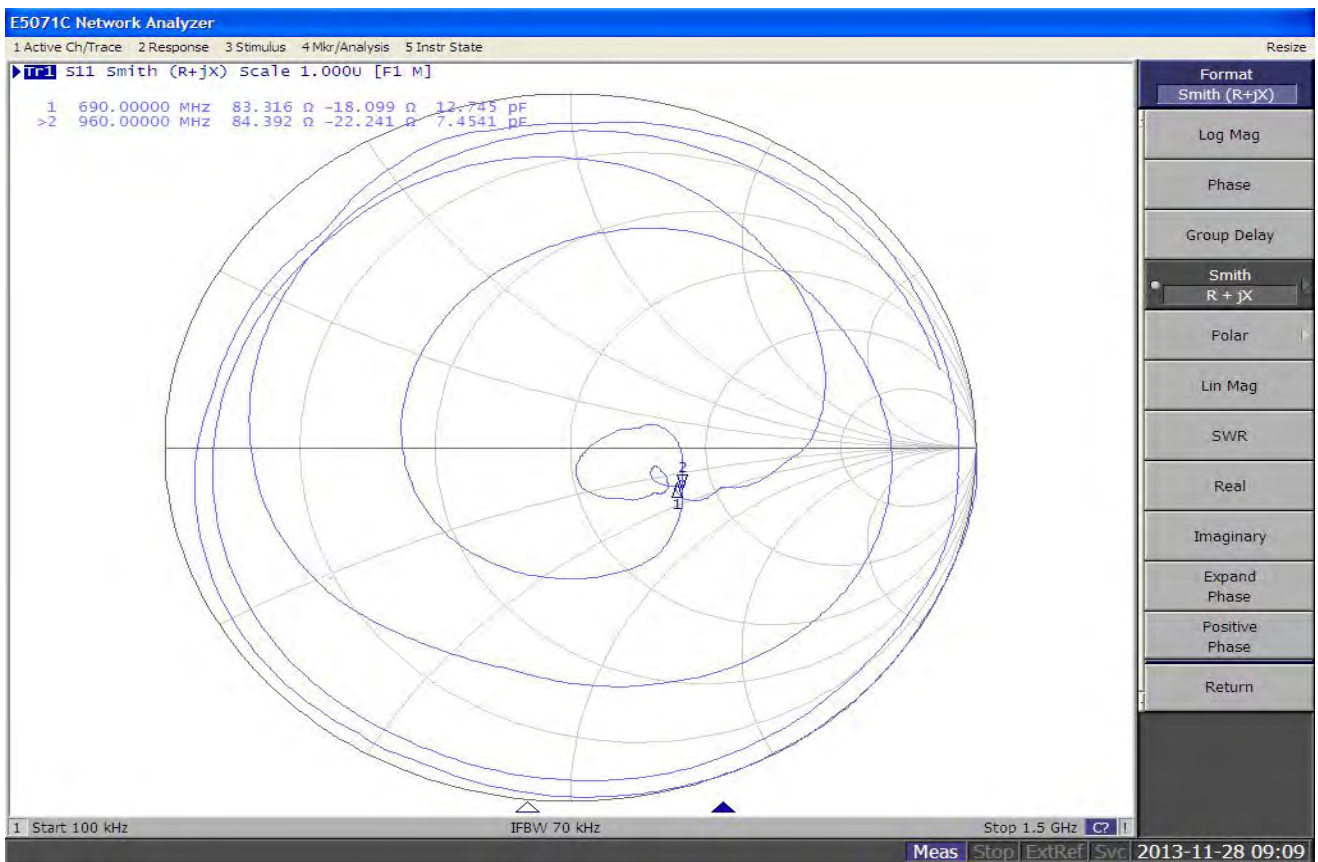 E5071C Network Analyzer
1 Active Ch/Trace 2 Response 3 Stimulus 4 Mkr/Analysis 5 Instr State Resize
Tr1 S11 Smith (R+jX) Scale 1.000U [F1 M]
1 690.00000 MHz 83.316 Ω -18.099 Ω 12.745 pF
>2 960.00000 MHz 84.392 Ω -22.241 Ω 7.4541 pF
2
1
Format
Smith (R+jX)
Log Mag
Phase
Group Delay
Smith
R + jX
Polar
Lin Mag
SWR
Real
Imaginary
Expand
Phase
Positive
Phase
Return
1 Start 100 kHz IFBW 70 kHz Stop 1.5 GHz C? !
Meas Stop ExtRef Svc 2013-11-28 09:09